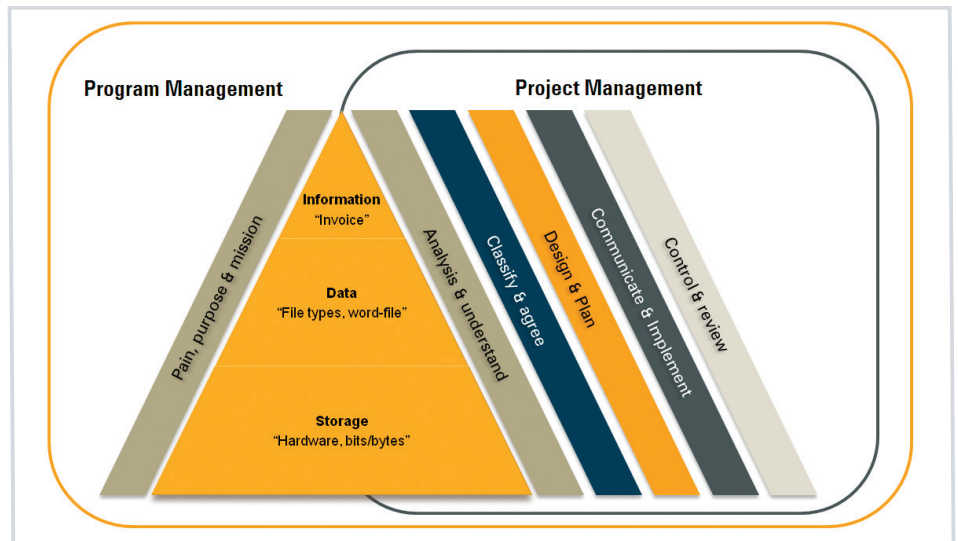 Program Management
Project Management
Pain, purpose & mission
Information
“Invoice”
Data
“File types, word-file”
Storage
“Hardware, bits/bytes”
Analysis & understand
Classify & agree
Design & Plan
Communicate & Implement
Control & review